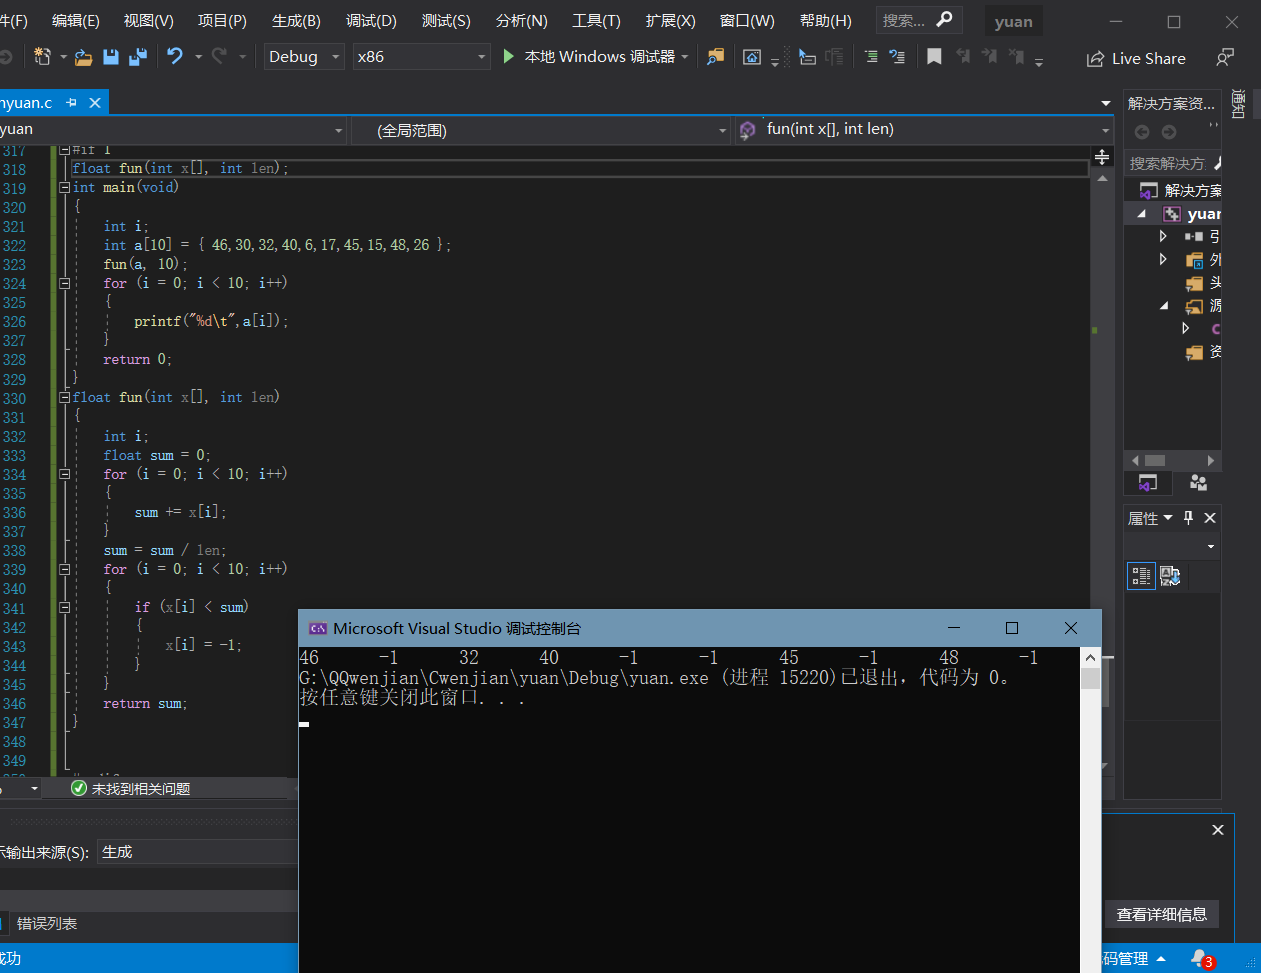 件(F) 编辑(E) 视图(V) 项目(P) 生成(B) 调试(D) 测试(S) 分析(N) 工具(T) 扩展(X) 窗口(W) 帮助(H) 搜索... yuan
Debug x86 本地 Windows 调试器 Live Share
yuan.c
yuan (全局范围) fun(int x[], int len)
317 #if 1
318 float fun(int x[], int len);
319 int main(void)
320 {
321 int i;
322 int a[10] = { 46,30,32,40,6,17,45,15,48,26 };
323 fun(a, 10);
324 for (i = 0; i < 10; i++)
325 {
326 printf("%d\t",a[i]);
327 }
328 return 0;
329 }
330 float fun(int x[], int len)
331 {
332 int i;
333 float sum = 0;
334 for (i = 0; i < 10; i++)
335 {
336 sum += x[i];
337 }
338 sum = sum / len;
339 for (i = 0; i < 10; i++)
340 {
341 if (x[i] < sum)
342 {
343 x[i] = -1;
344 }
345 }
346 return sum;
347 }
348
349
未找到相关问题
示输出来源(S): 生成
错误列表
成功
Microsoft Visual Studio 调试控制台
46 -1 32 40 -1 -1 45 -1 48 -1
G:\QQwenjian\Cwenjian\yuan\Debug\yuan.exe (进程 15220)已退出，代码为 0。
按任意键关闭此窗口. . .
解决方案资...
搜索解决方
解决方案
yuan
引
外
头
源
资
属性
通知
查看详细信息
码管理 3